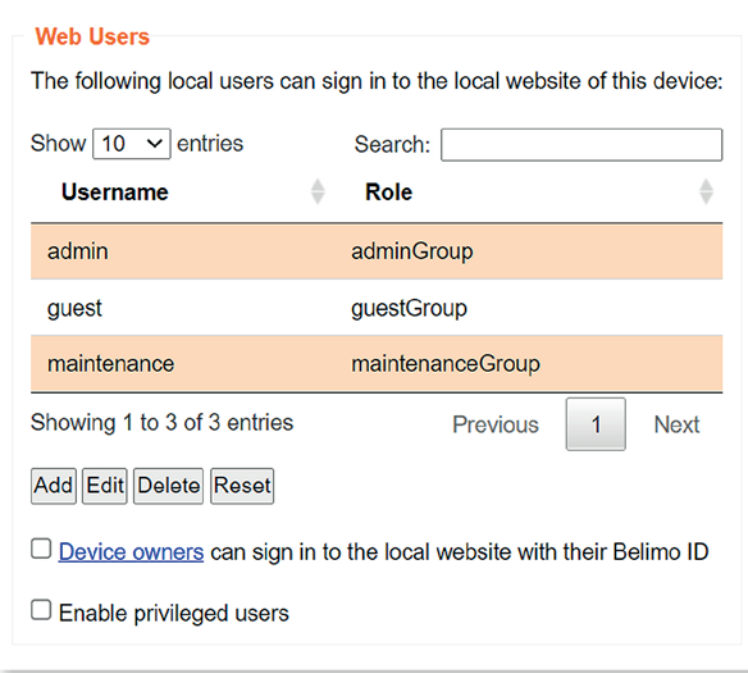 Web Users
The following local users can sign in to the local website of this device:
Show 10 entries Search:
Username Role
admin adminGroup
guest guestGroup
maintenance maintenanceGroup
Showing 1 to 3 of 3 entries Previous 1 Next
Add Edit Delete Reset
Device owners can sign in to the local website with their Belimo ID
Enable privileged users